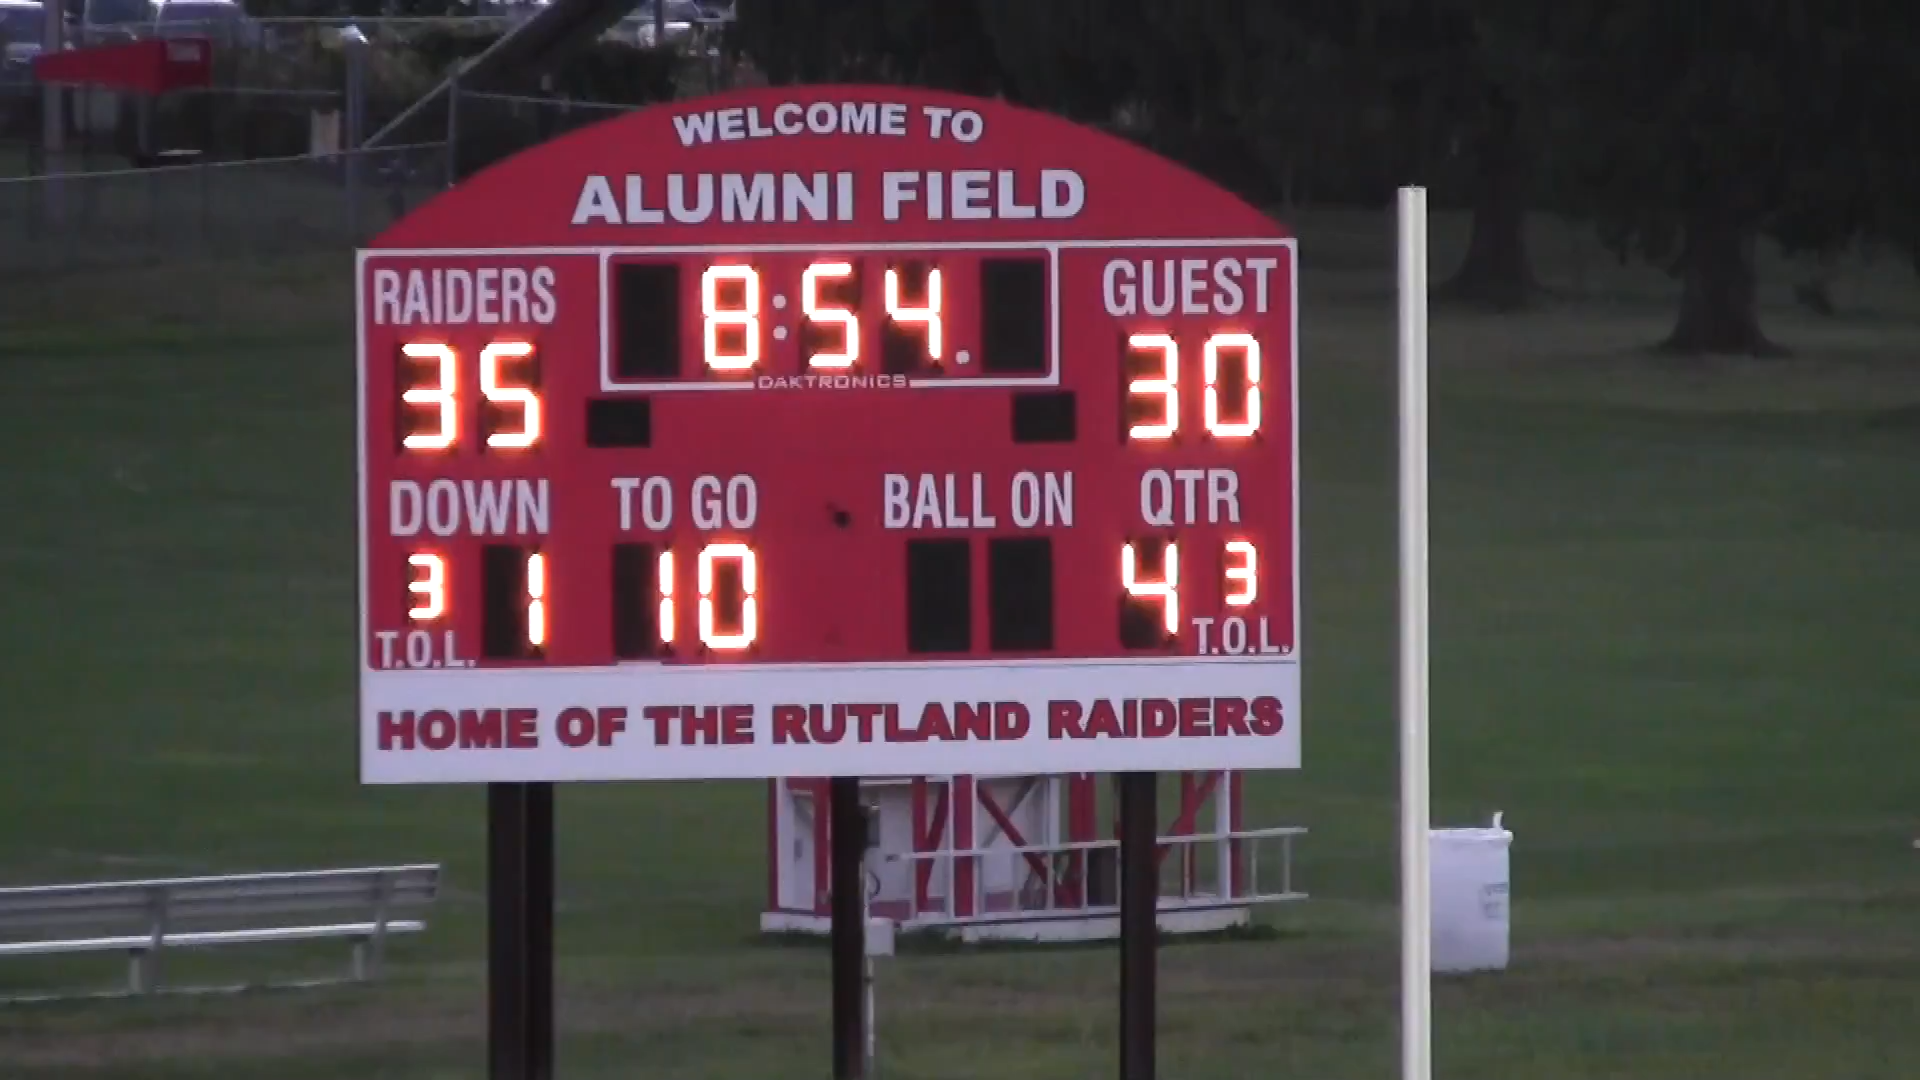 WELCOME TO
ALUMNI FIELD
RAIDERS 8:54. GUEST
35 DAKTRONICS 30
DOWN TO GO BALL ON QTR
3 1 10 4 3
T.O.L. T.O.L.
HOME OF THE RUTLAND RAIDERS